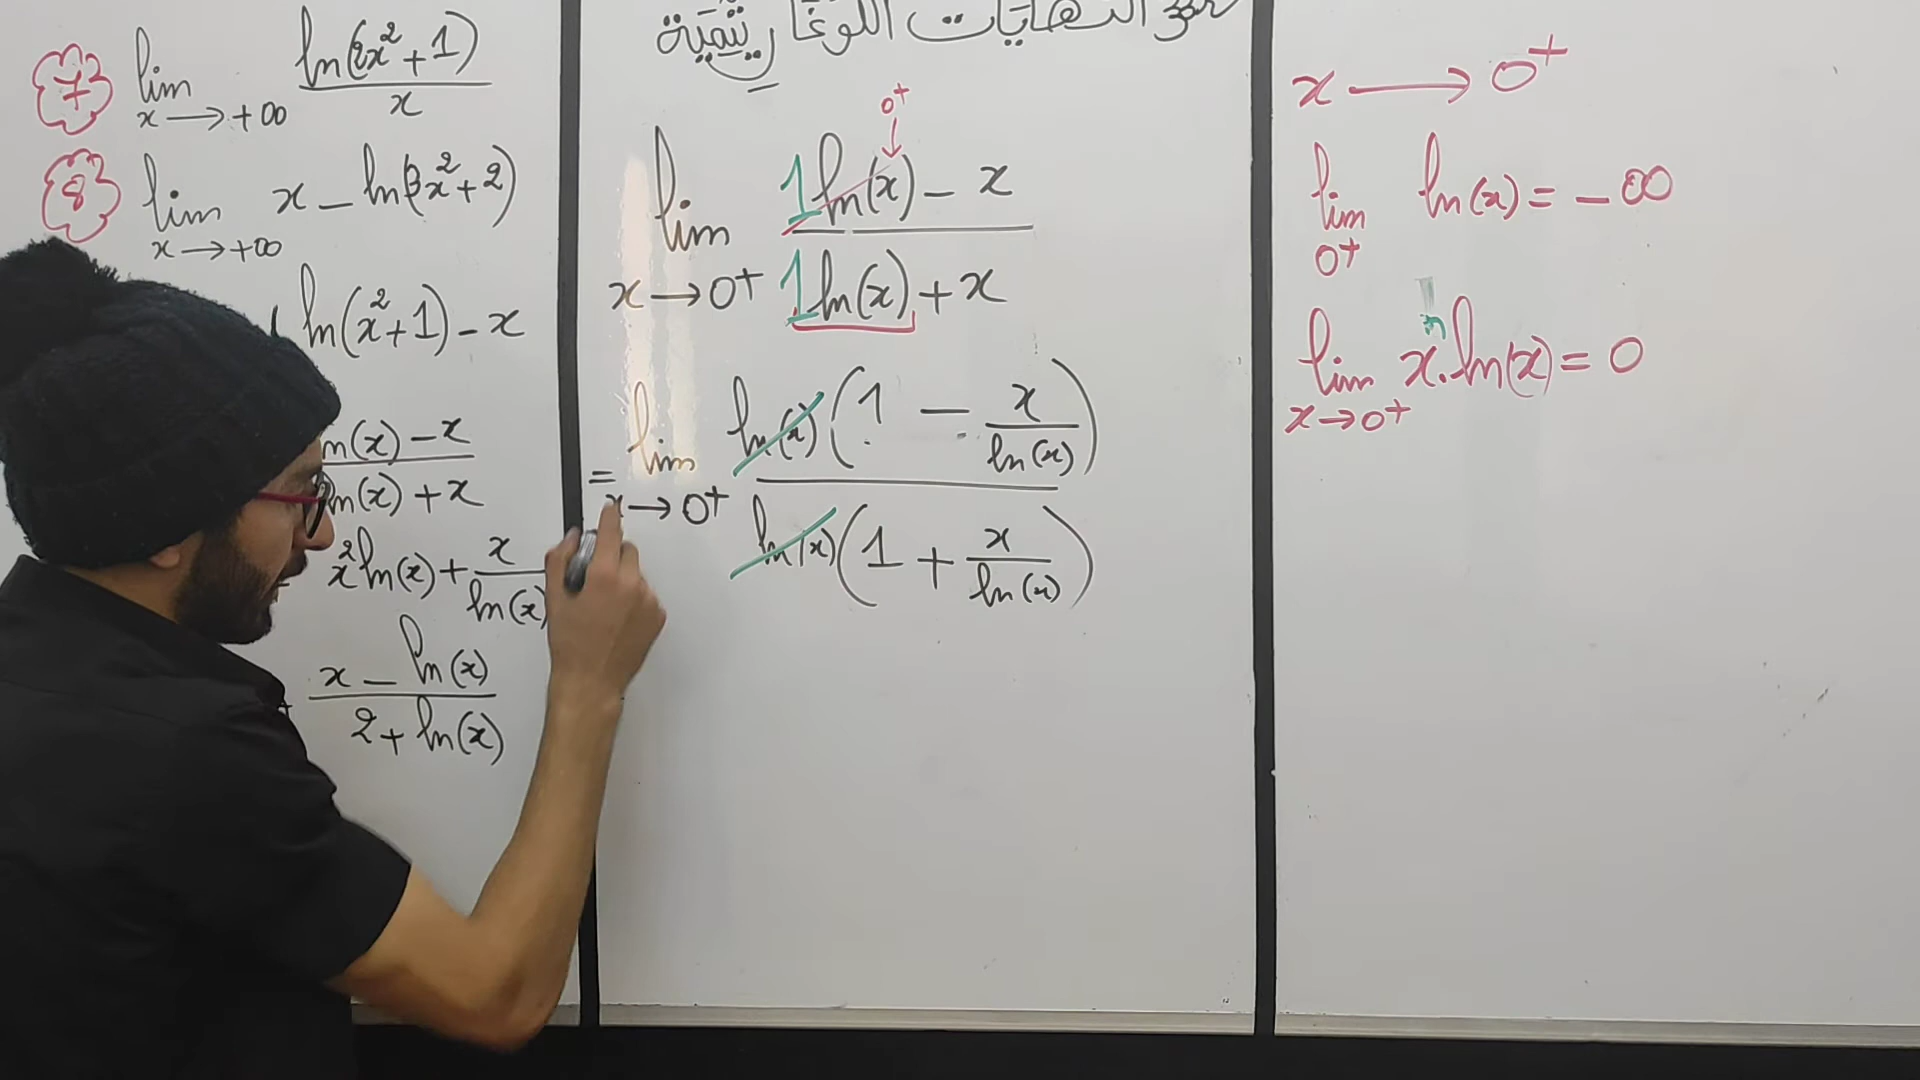 النهايات اللوغاريتمية
7 lim x→+∞ ln(2x²+1)/x
8 lim x→+∞ x-ln(3x²+2)
ln(x²+1)-x
n(x)-x / n(x)+x
x²ln(x)+x/ln(x)
x-ln(x) / 2+ln(x)
0⁺
↓
lim x→0⁺ (1ln(x)-x)/(1ln(x)+x)
= lim x→0⁺ ln(x)(1-x/ln(x)) / ln(x)(1+x/ln(x))
x→0⁺
lim 0⁺ ln(x)=-∞
lim x→0⁺ xⁿ.ln(x)=0